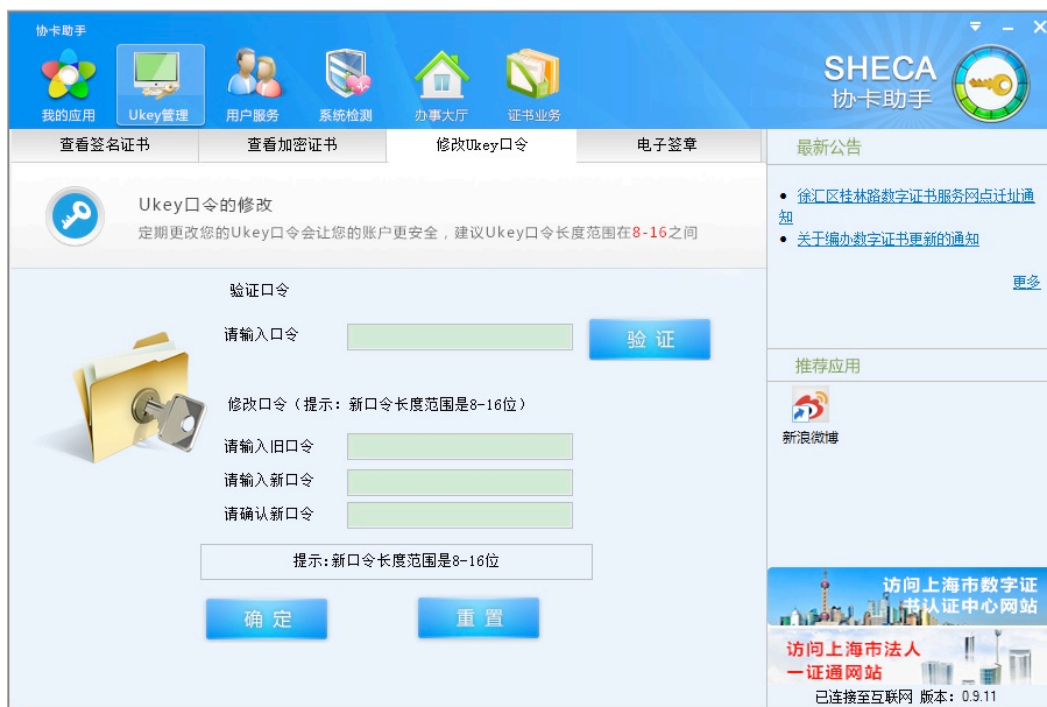 协卡助手
我的应用 Ukey管理 用户服务 系统检测 办事大厅 证书业务
SHECA
协卡助手
查看签名证书 查看加密证书 修改Ukey口令 电子签章
Ukey口令的修改
定期更改您的Ukey口令会让您的账户更安全，建议Ukey口令长度范围在8-16之间
验证口令
请输入口令 验 证
修改口令（提示：新口令长度范围是8-16位）
请输入旧口令
请输入新口令
请确认新口令
提示:新口令长度范围是8-16位
确 定 重 置
最新公告
徐汇区桂林路数字证书服务网点迁址通
知
关于编办数字证书更新的通知
更多
推荐应用
新浪微博
访问上海市数字证
书认证中心网站
访问上海市法人
一证通网站
已连接至互联网 版本：0.9.11